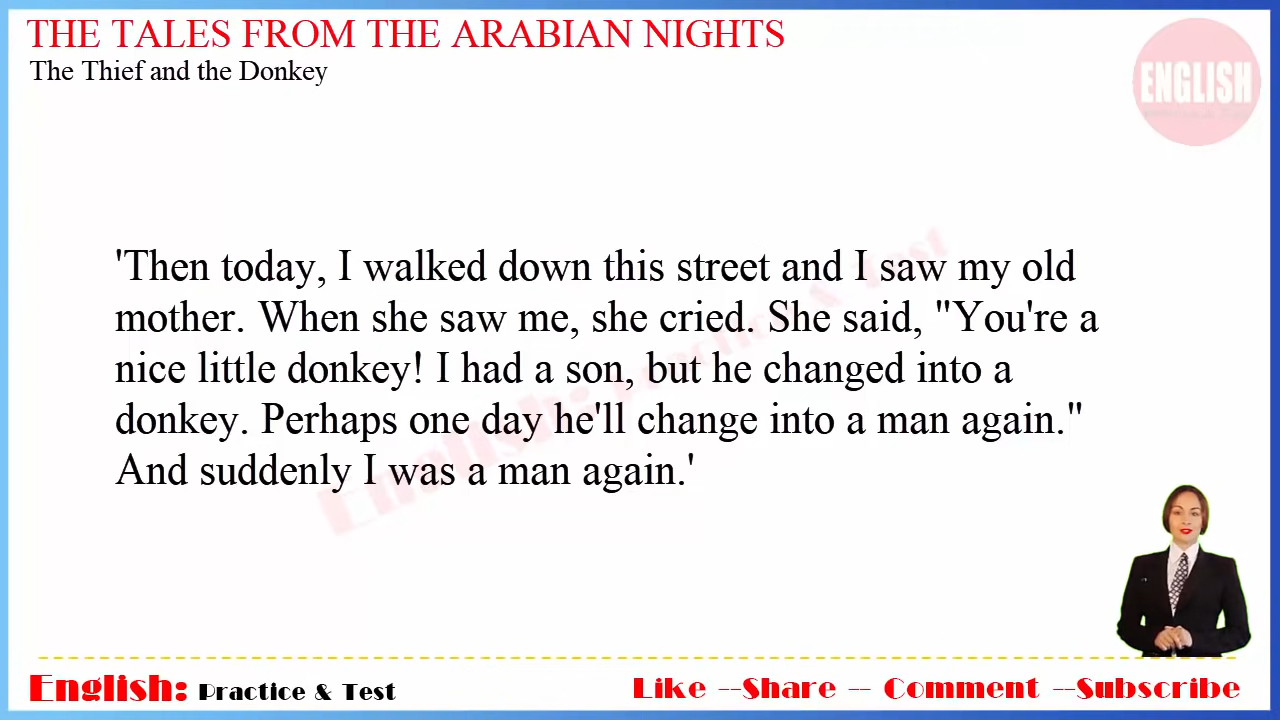 THE TALES FROM THE ARABIAN NIGHTS
The Thief and the Donkey
ENGLISH
'Then today, I walked down this street and I saw my old
mother. When she saw me, she cried. She said, "You're a
nice little donkey! I had a son, but he changed into a
donkey. Perhaps one day he'll change into a man again."
And suddenly I was a man again.'
English: Practice & Test
English: Practice & Test
Like --Share -- Comment --Subscribe